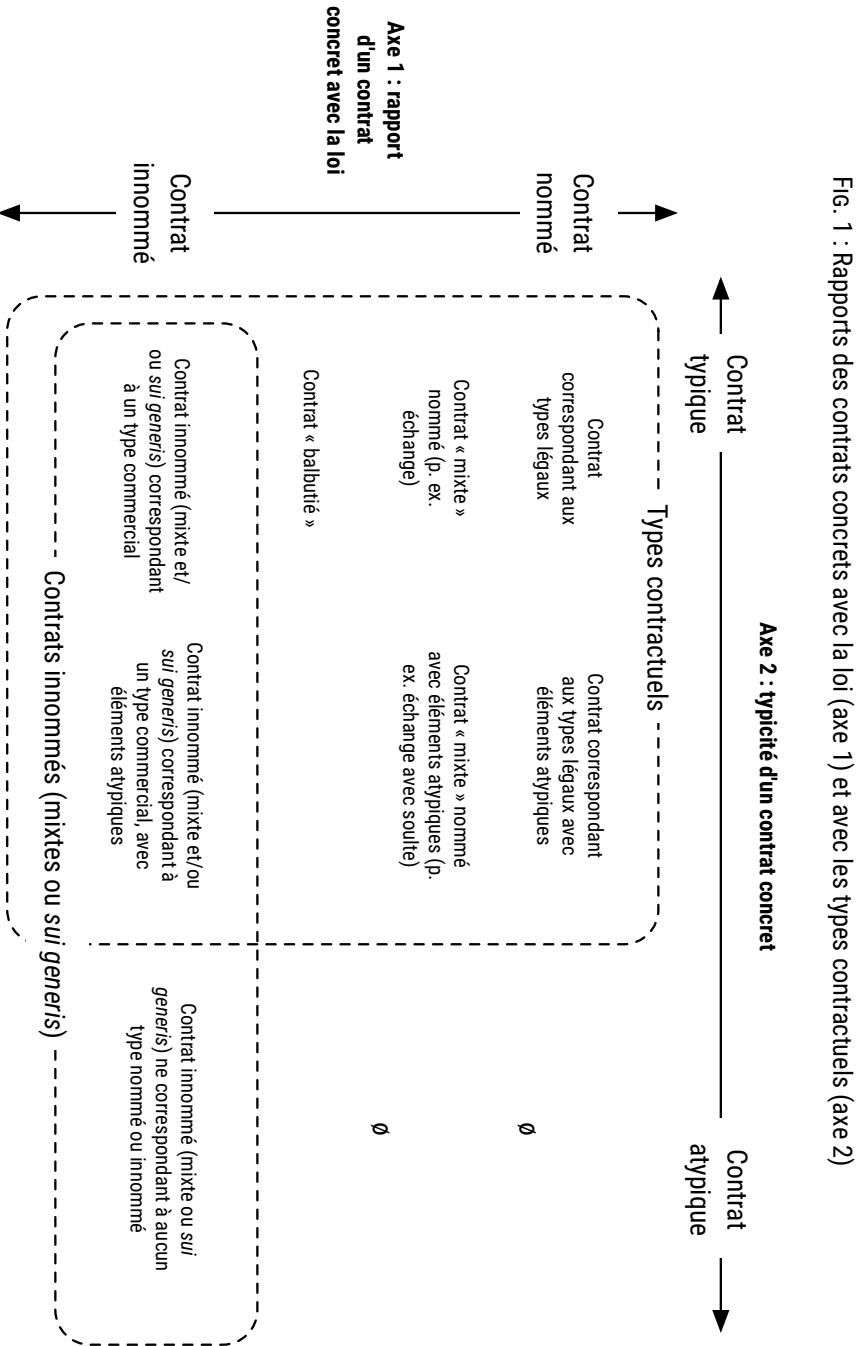 FIG. 1 : Rapports des contrats concrets avec la loi (axe 1) et avec les types contractuels (axe 2)
Axe 2 : typicité d'un contrat concret
Contrat
typique
Contrat
atypique
Axe 1 : rapport
d'un contrat
concret avec la loi
Contrat
nommé
Contrat
innommé
Types contractuels
Contrat
correspondant aux
types légaux
Contrat correspondant
aux types légaux avec
éléments atypiques
ø
Contrat « mixte »
nommé (p. ex.
échange)
Contrat « mixte » nommé
avec éléments atypiques (p.
ex. échange avec soulte)
ø
Contrat « balbutié »
Contrat innommé (mixte et/
ou sui generis) correspondant
à un type commercial
Contrat innommé (mixte et/ou
sui generis) correspondant à
un type commercial, avec
éléments atypiques
Contrat innommé (mixte ou sui
generis) ne correspondant à aucun
type nommé ou innommé
Contrats innommés (mixtes ou sui generis)